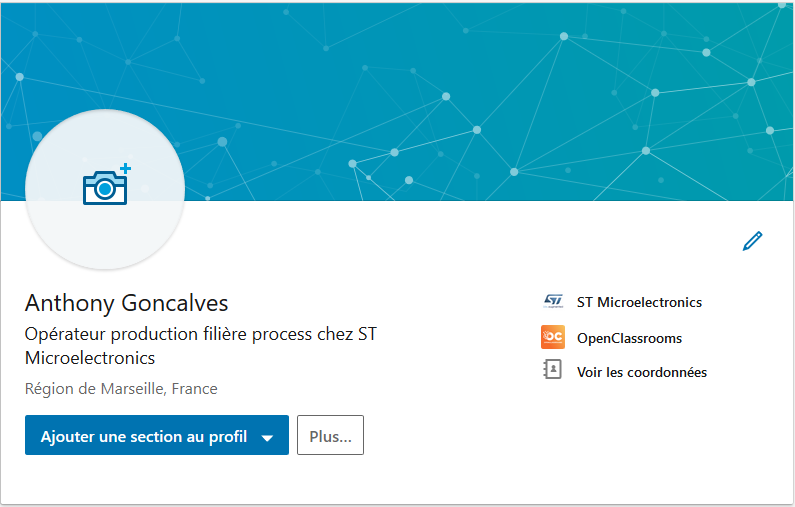 Anthony Goncalves
Opérateur production filière process chez ST
Microelectronics
Région de Marseille, France
Ajouter une section au profil
Plus...
ST Microelectronics
OpenClassrooms
Voir les coordonnées